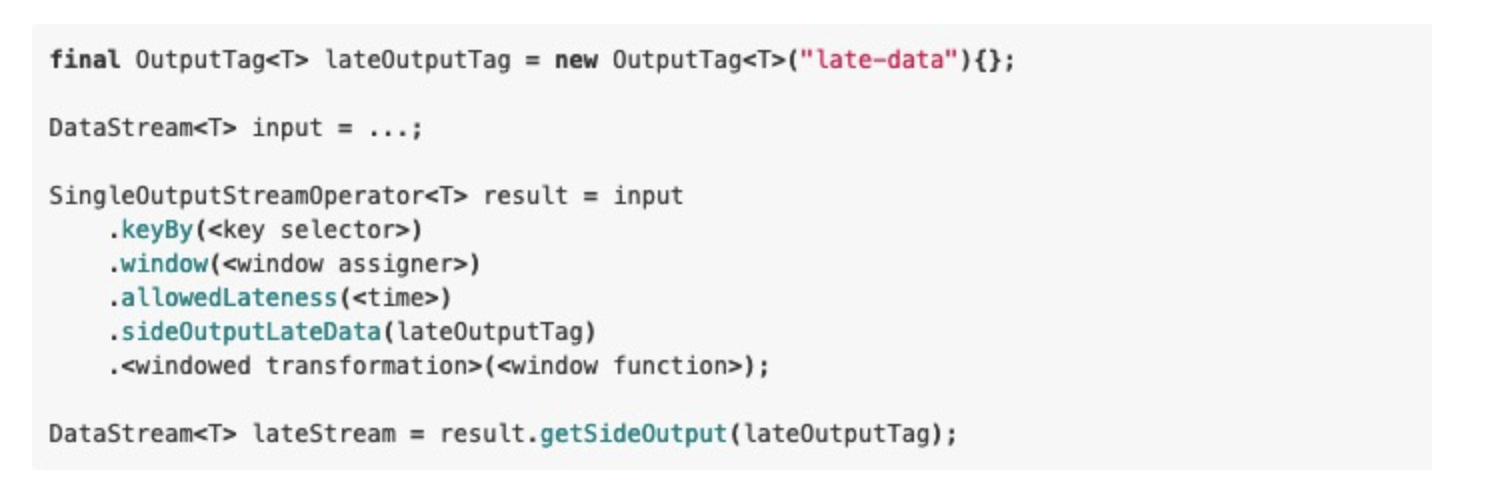 final OutputTag<T> lateOutputTag = new OutputTag<T>("late-data"){};
DataStream<T> input = ...;
SingleOutputStreamOperator<T> result = input
    .keyBy(<key selector>)
    .window(<window assigner>)
    .allowedLateness(<time>)
    .sideOutputLateData(lateOutputTag)
    .<windowed transformation>(<window function>);
DataStream<T> lateStream = result.getSideOutput(lateOutputTag);